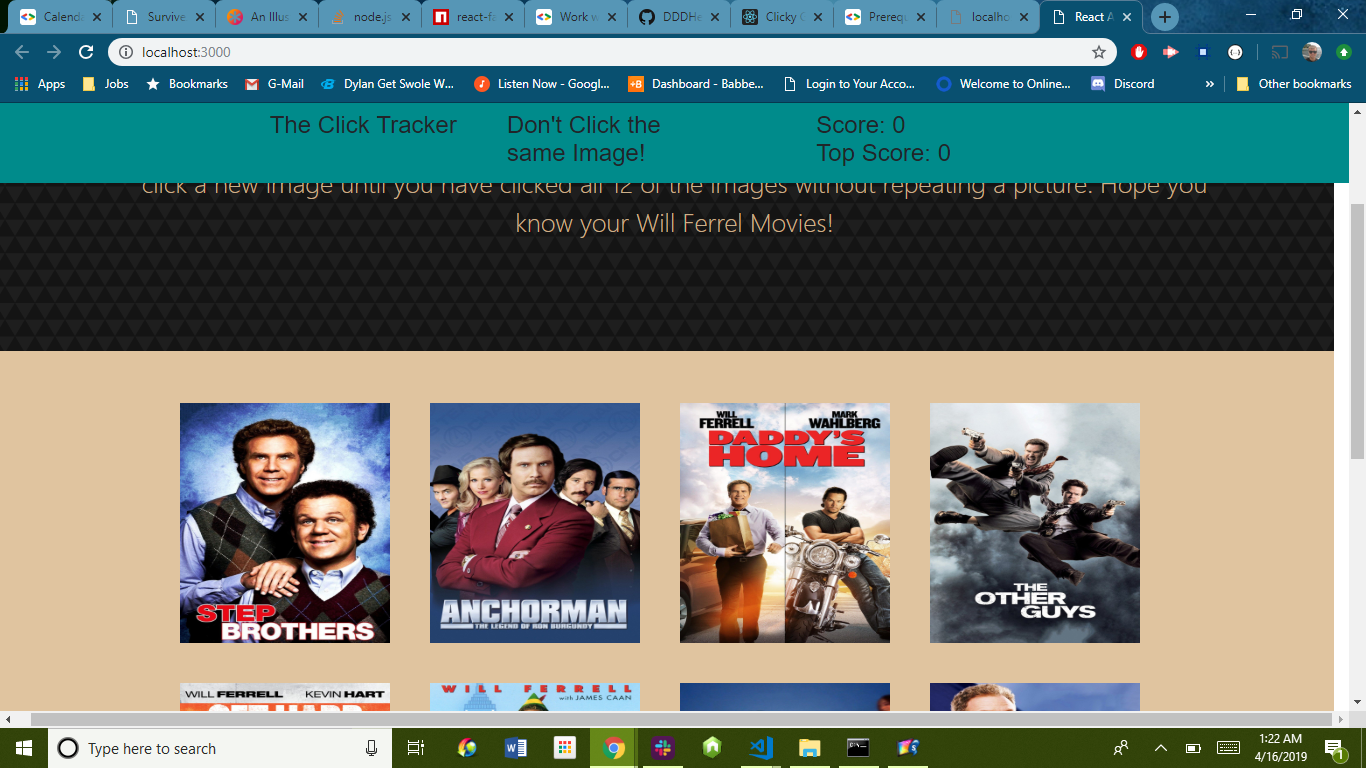 Calenda
Survive
An Illus
node.js
react-fa
Work w
DDDHe
Clicky C
Prerequ
localho
React A
localhost:3000
Apps
Jobs
Bookmarks
G-Mail
Dylan Get Swole W...
Listen Now - Googl...
Dashboard - Babbe...
Login to Your Acco...
Welcome to Online...
Discord
»
Other bookmarks
The Click Tracker
Don't Click the
same Image!
Score: 0
Top Score: 0
click a new image until you have clicked all 12 of the images without repeating a picture. Hope you
know your Will Ferrel Movies!
STEP
BROTHERS
ANCHORMAN
THE LEGEND OF RON BURGUNDY
WILL
FERRELL
MARK
WAHLBERG
DADDY'S
HOME
THE
OTHER
GUYS
WILL FERRELL KEVIN HART
GET HARD
WILL FERRELL
with JAMES CAAN
Type here to search
1:22 AM
4/16/2019
1